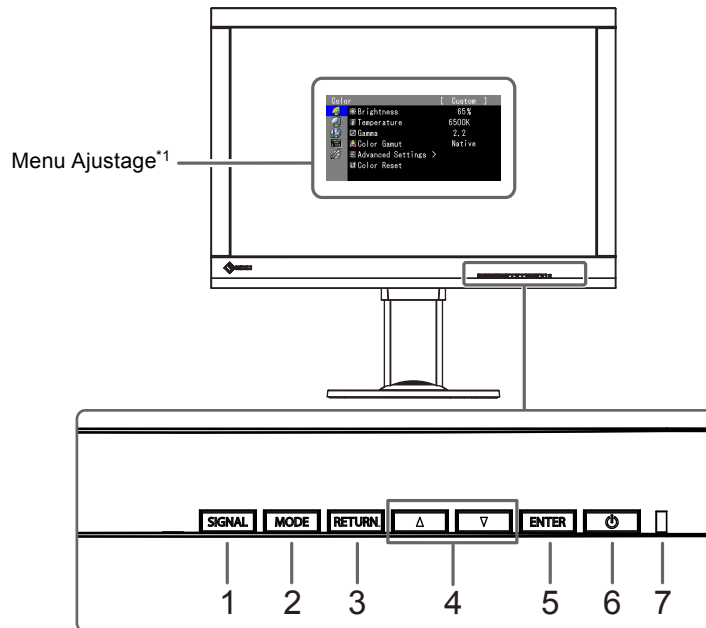 Color [ Custom ]
Brightness 65%
Temperature 6500K
Gamma 2.2
Color Gamut Native
Advanced Settings >
Color Reset
Menu Ajustage*1
SIGNAL MODE RETURN △ ▽ ENTER
1 2 3 4 5 6 7